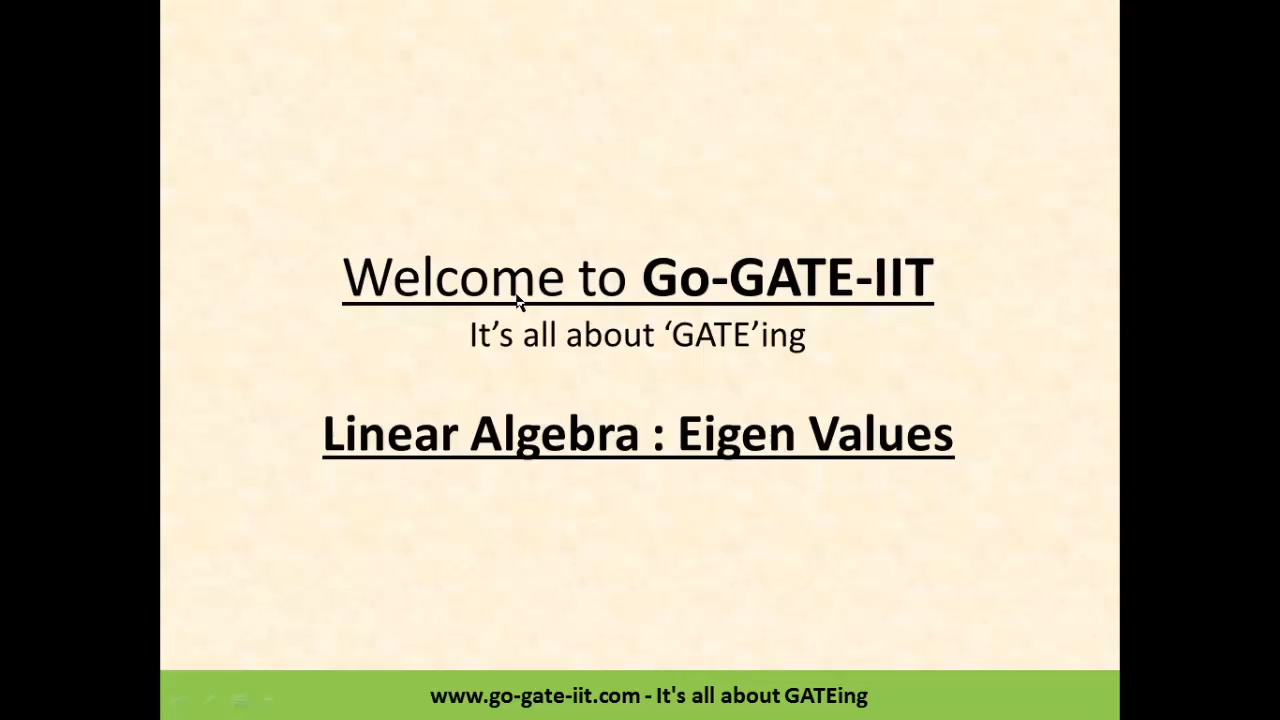 Welcome to Go-GATE-IIT
It’s all about ‘GATE’ing
Linear Algebra : Eigen Values
www.go-gate-iit.com - It's all about GATEing